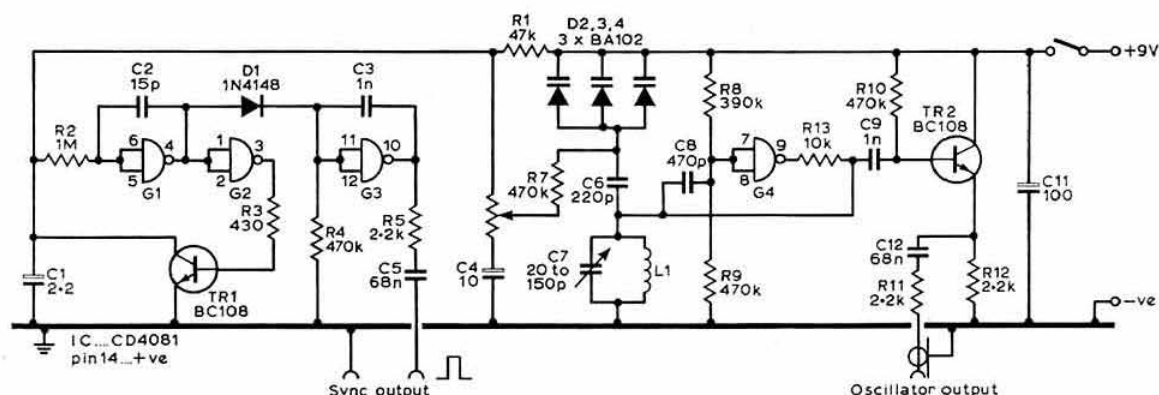 R1
47k
D2,3,4
3 x BA102
+9V
C2
15p
D1
1N4148
C3
1n
R8
390k
R10
470k
TR2
BC108
R2
1M
6
5
4
G1
1
2
3
G2
11
12
10
G3
R7
470k
C6
220p
C8
470p
7
8
9
G4
R13
10k
C9
1n
C11
100
R3
430
R4
470k
R5
2·2k
C5
68n
C1
2·2
TR1
BC108
C4
10
C7
20 to
150p
L1
R9
470k
C12
68n
R11
2·2k
R12
2·2k
-ve
IC....CD4081
pin14....+ve
Sync output
Oscillator output